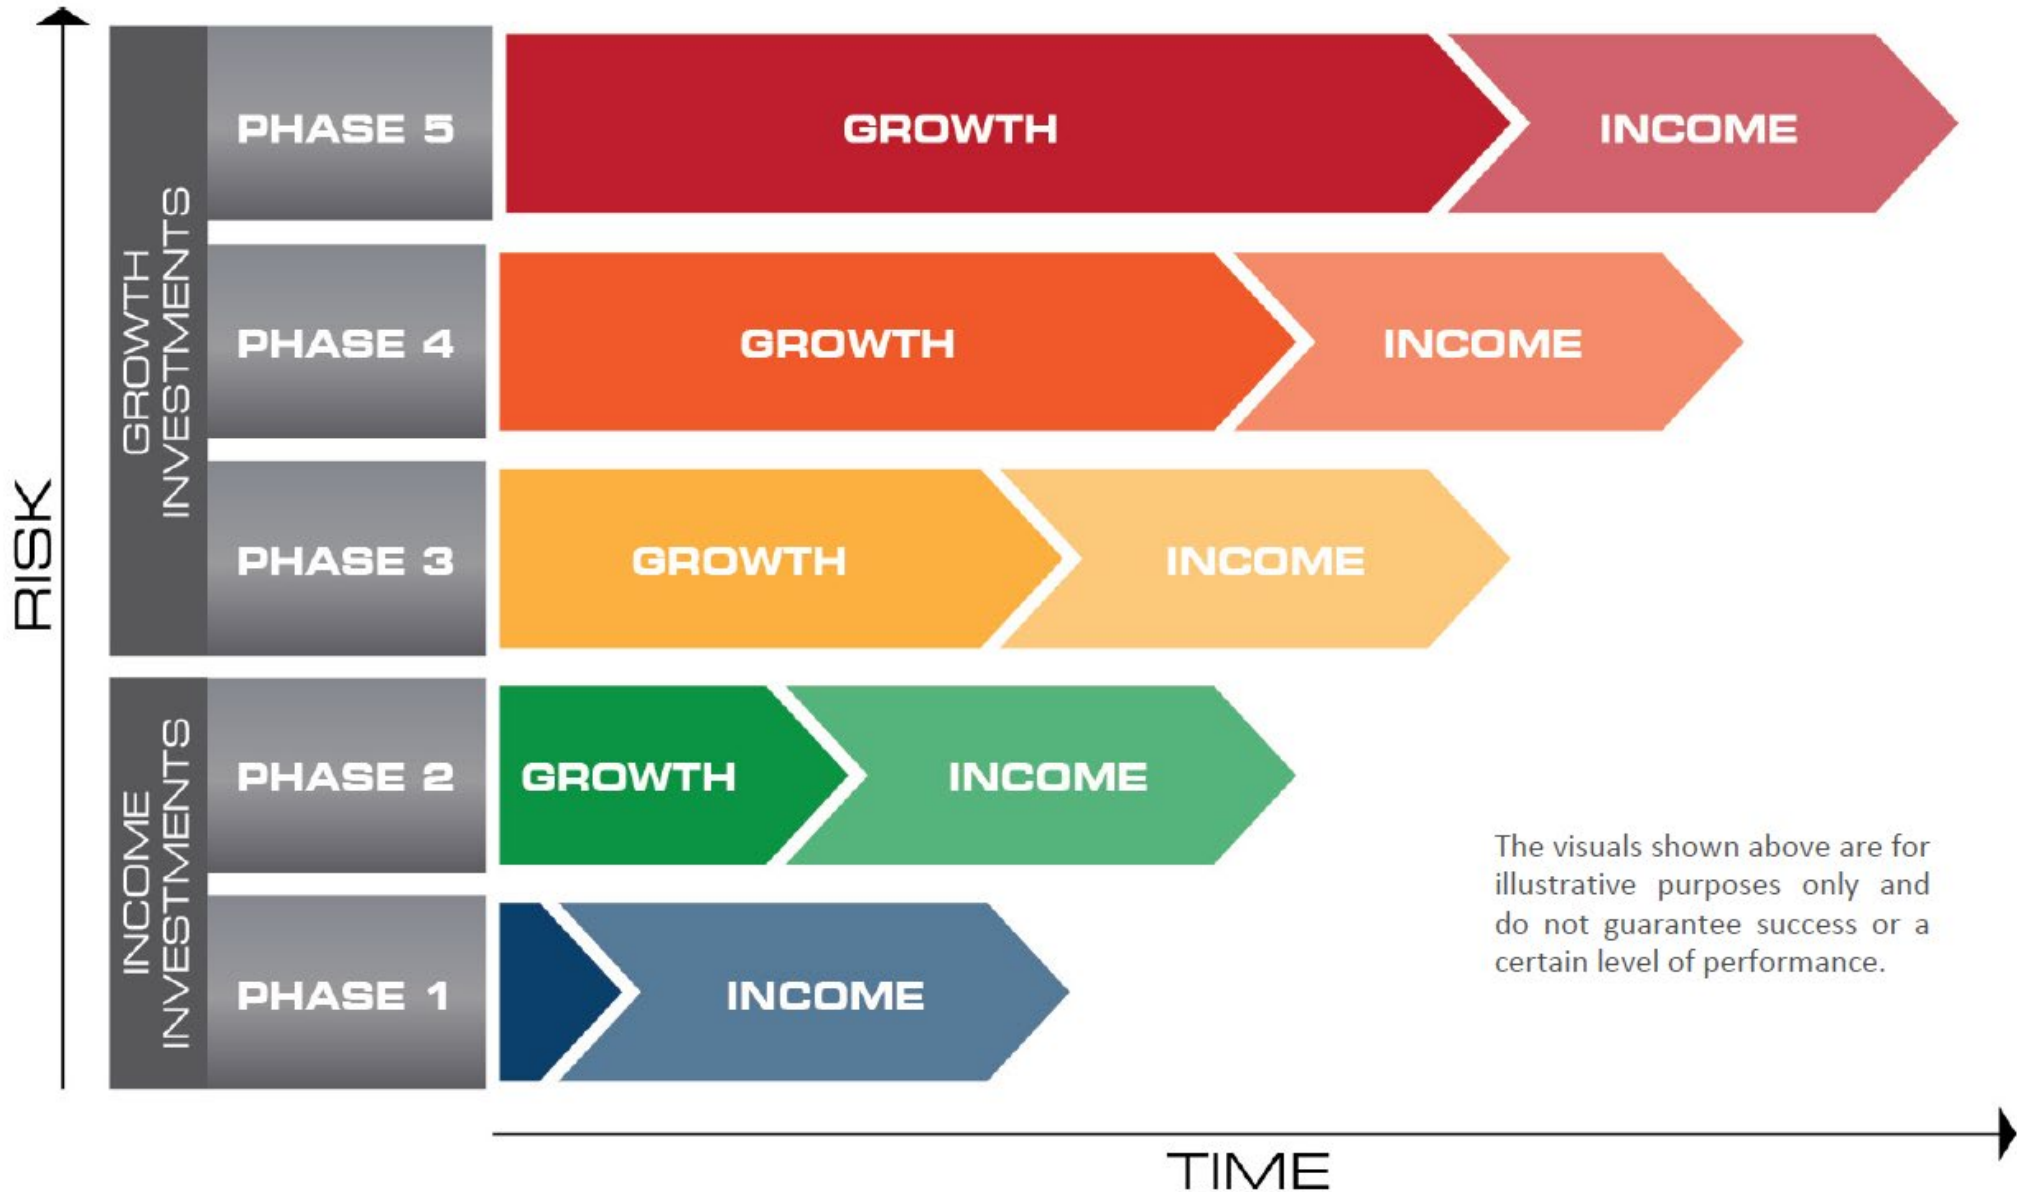 RISK
GROWTH
INVESTMENTS
PHASE 5
GROWTH
INCOME
PHASE 4
GROWTH
INCOME
PHASE 3
GROWTH
INCOME
INCOME
INVESTMENTS
PHASE 2
GROWTH
INCOME
PHASE 1
INCOME
The visuals shown above are for
illustrative purposes only and
do not guarantee success or a
certain level of performance.
TIME